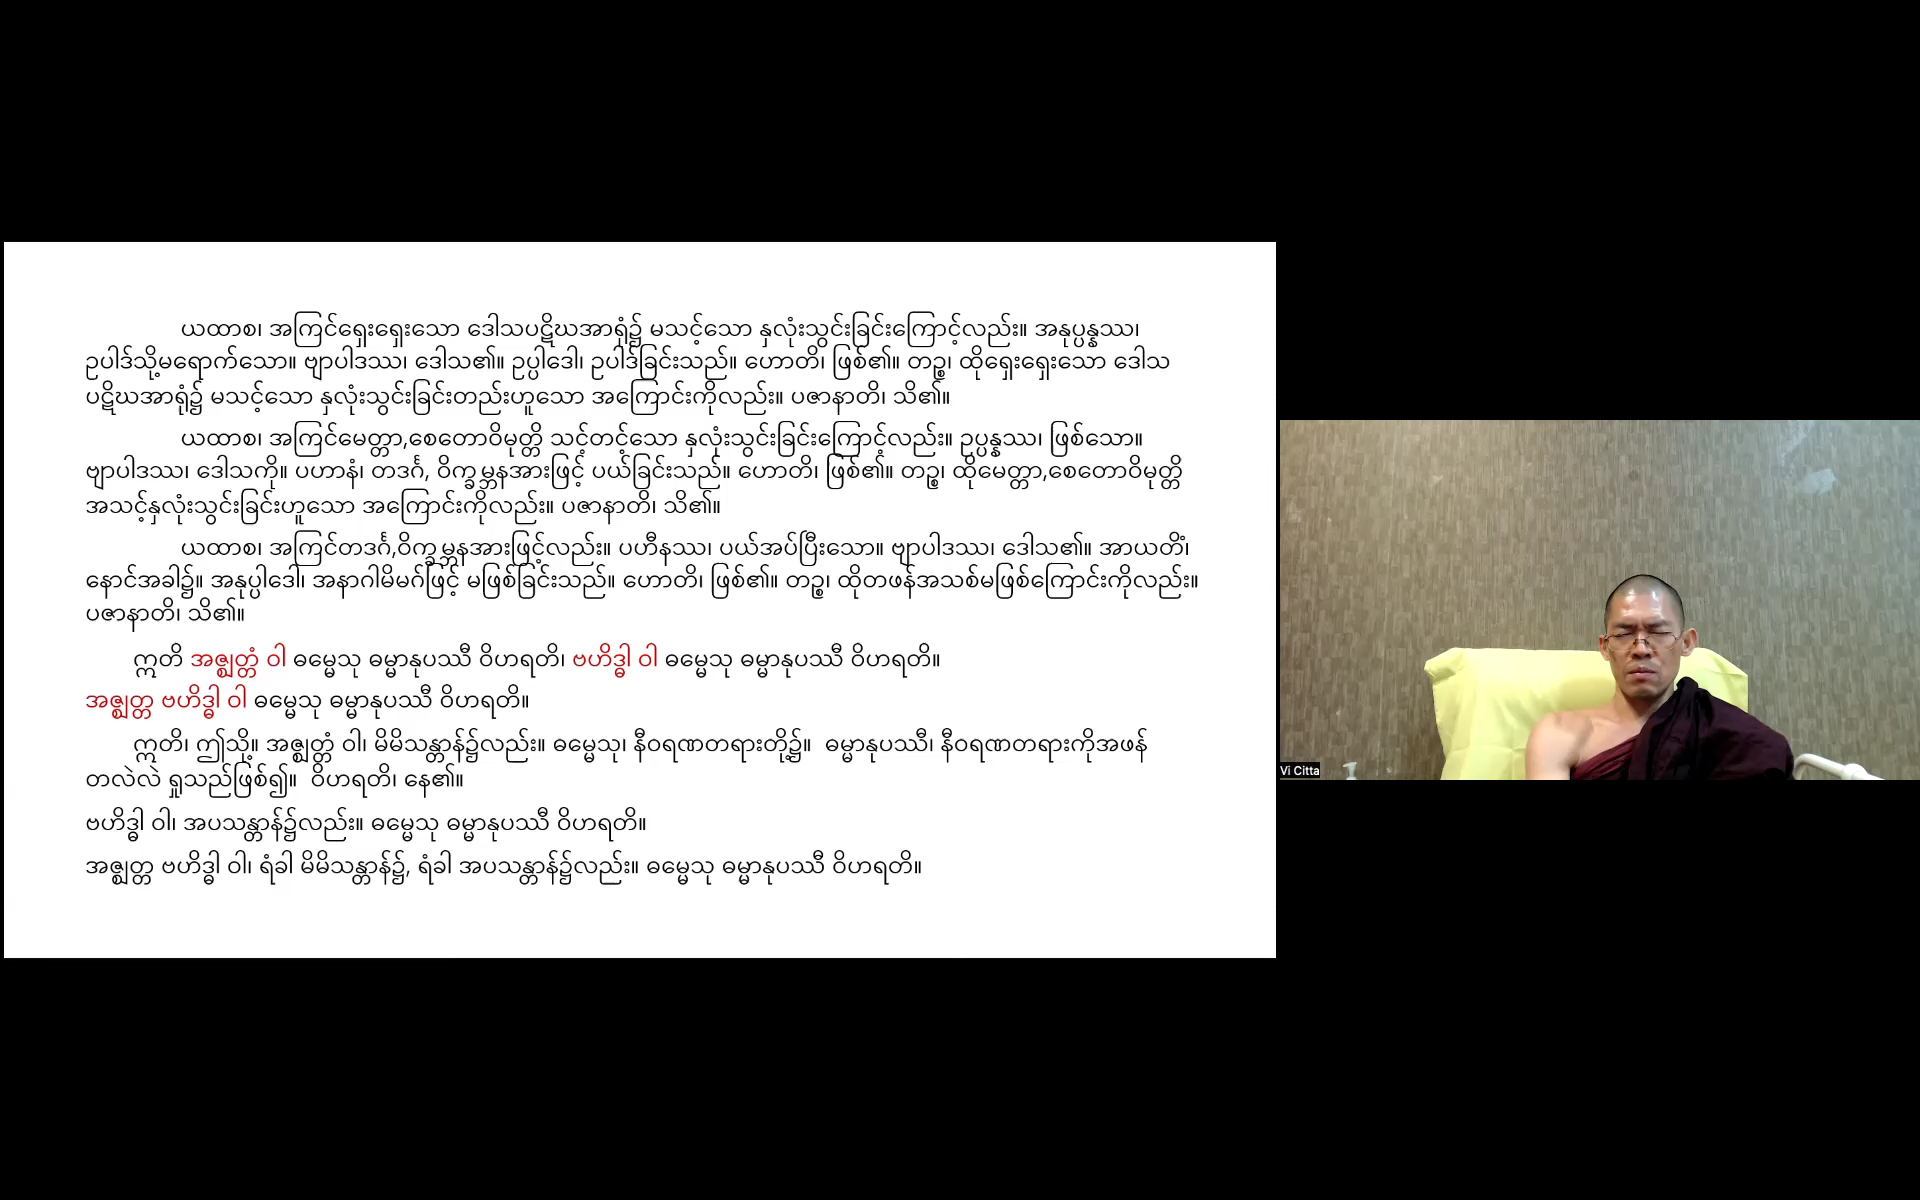 ယထာစ၊ အကြင်ရှေးရှေးသော ဒေါသပဋိဃအာရုံ၌ မသင့်သော နှလုံးသွင်းခြင်းကြောင့်လည်း။ အနုပ္ပန္နဿ၊
ဥပါဒ်သို့မရောက်သော။ ဗျာပါဒဿ၊ ဒေါသ၏။ ဥပ္ပါဒေါ၊ ဥပါဒ်ခြင်းသည်။ ဟောတိ၊ ဖြစ်၏။ တဉ္စ၊ ထိုရှေးရှေးသော ဒေါသ
ပဋိဃအာရုံ၌ မသင့်သော နှလုံးသွင်းခြင်းတည်းဟူသော အကြောင်းကိုလည်း။ ပဇာနာတိ၊ သိ၏။
ယထာစ၊ အကြင်မေတ္တာ,စေတောဝိမုတ္တိ သင့်တင့်သော နှလုံးသွင်းခြင်းကြောင့်လည်း။ ဥပ္ပန္နဿ၊ ဖြစ်သော။
ဗျာပါဒဿ၊ ဒေါသကို။ ပဟာနံ၊ တဒင်္ဂ, ဝိက္ခမ္ဘနအားဖြင့် ပယ်ခြင်းသည်။ ဟောတိ၊ ဖြစ်၏။ တဉ္စ၊ ထိုမေတ္တာ,စေတောဝိမုတ္တိ
အသင့်နှလုံးသွင်းခြင်းဟူသော အကြောင်းကိုလည်း။ ပဇာနာတိ၊ သိ၏။
ယထာစ၊ အကြင်တဒင်္ဂ,ဝိက္ခမ္ဘနအားဖြင့်လည်း။ ပဟီနဿ၊ ပယ်အပ်ပြီးသော။ ဗျာပါဒဿ၊ ဒေါသ၏။ အာယတိံ၊
နောင်အခါ၌။ အနုပ္ပါဒေါ၊ အနာဂါမိမဂ်ဖြင့် မဖြစ်ခြင်းသည်။ ဟောတိ၊ ဖြစ်၏။ တဉ္စ၊ ထိုတဖန်အသစ်မဖြစ်ကြောင်းကိုလည်း။
ပဇာနာတိ၊ သိ၏။
ဣတိ အဇ္ဈတ္တံ ဝါ ဓမ္မေသု ဓမ္မာနုပဿီ ဝိဟရတိ၊ ဗဟိဒ္ဓါ ဝါ ဓမ္မေသု ဓမ္မာနုပဿီ ဝိဟရတိ။
အဇ္ဈတ္တ ဗဟိဒ္ဓါ ဝါ ဓမ္မေသု ဓမ္မာနုပဿီ ဝိဟရတိ။
ဣတိ၊ ဤသို့။ အဇ္ဈတ္တံ ဝါ၊ မိမိသန္တာန်၌လည်း။ ဓမ္မေသု၊ နီဝရဏတရားတို့၌။ ဓမ္မာနုပဿီ၊ နီဝရဏတရားကိုအဖန်
တလဲလဲ ရှုသည်ဖြစ်၍။ ဝိဟရတိ၊ နေ၏။
ဗဟိဒ္ဓါ ဝါ၊ အပသန္တာန်၌လည်း။ ဓမ္မေသု ဓမ္မာနုပဿီ ဝိဟရတိ။
အဇ္ဈတ္တ ဗဟိဒ္ဓါ ဝါ၊ ရံခါ မိမိသန္တာန်၌, ရံခါ အပသန္တာန်၌လည်း။ ဓမ္မေသု ဓမ္မာနုပဿီ ဝိဟရတိ။
Vi Citta